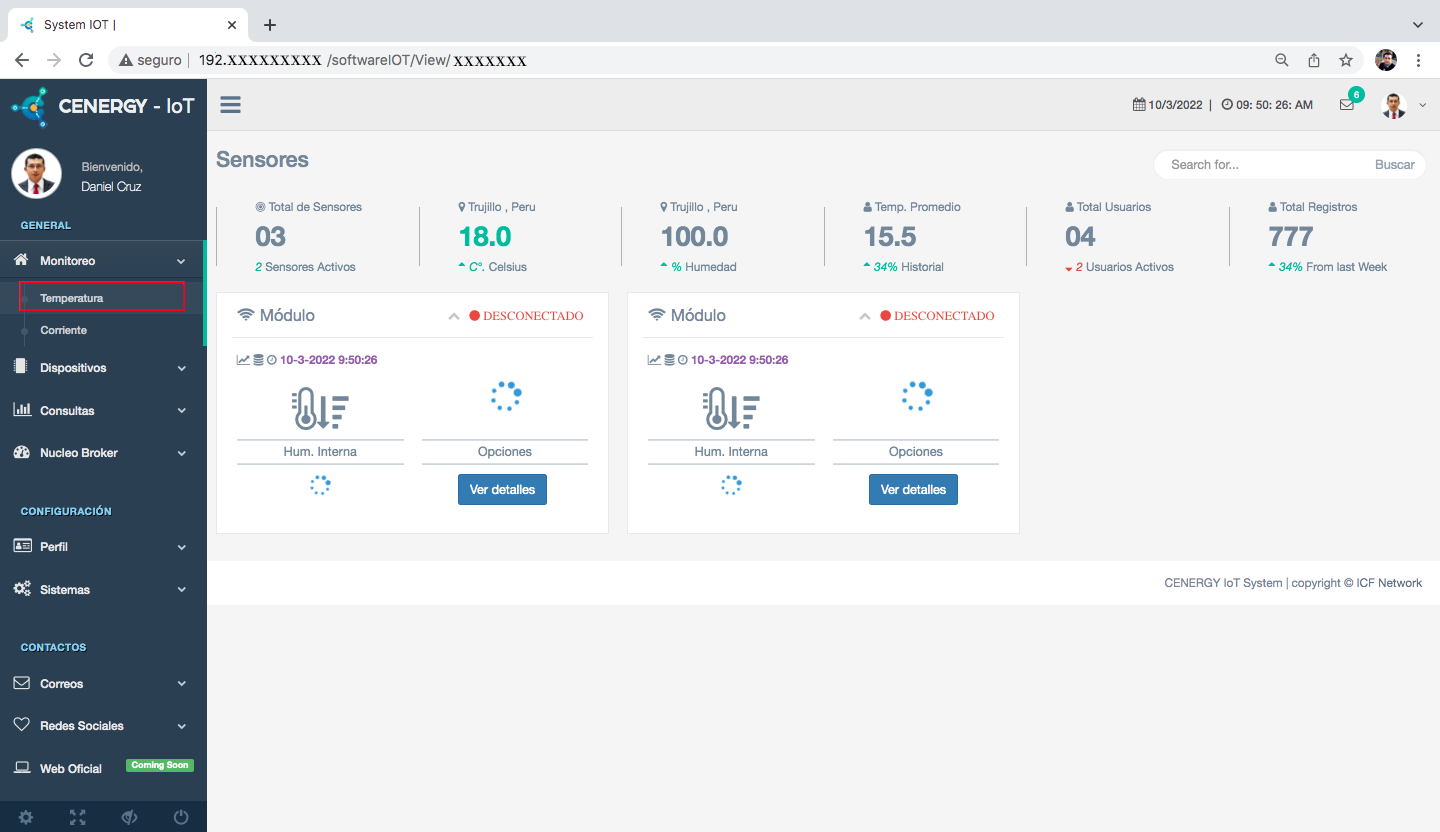 System IOT |
seguro 192.XXXXXXXXX /softwareIOT/View/ XXXXXXX
CENERGY - IoT
10/3/2022 | 09: 50: 26: AM
6
Bienvenido,
Daniel Cruz
GENERAL
Monitoreo
Temperatura
Corriente
Dispositivos
Consultas
Nucleo Broker
CONFIGURACIÓN
Perfil
Sistemas
CONTACTOS
Correos
Redes Sociales
Web Oficial Coming Soon
Sensores
Search for... Buscar
Total de Sensores
03
2 Sensores Activos
Trujillo , Peru
18.0
C°. Celsius
Trujillo , Peru
100.0
% Humedad
Temp. Promedio
15.5
34% Historial
Total Usuarios
04
2 Usuarios Activos
Total Registros
777
34% From last Week
Módulo DESCONECTADO
10-3-2022 9:50:26
Hum. Interna Opciones
Ver detalles
Módulo DESCONECTADO
10-3-2022 9:50:26
Hum. Interna Opciones
Ver detalles
CENERGY IoT System | copyright © ICF Network